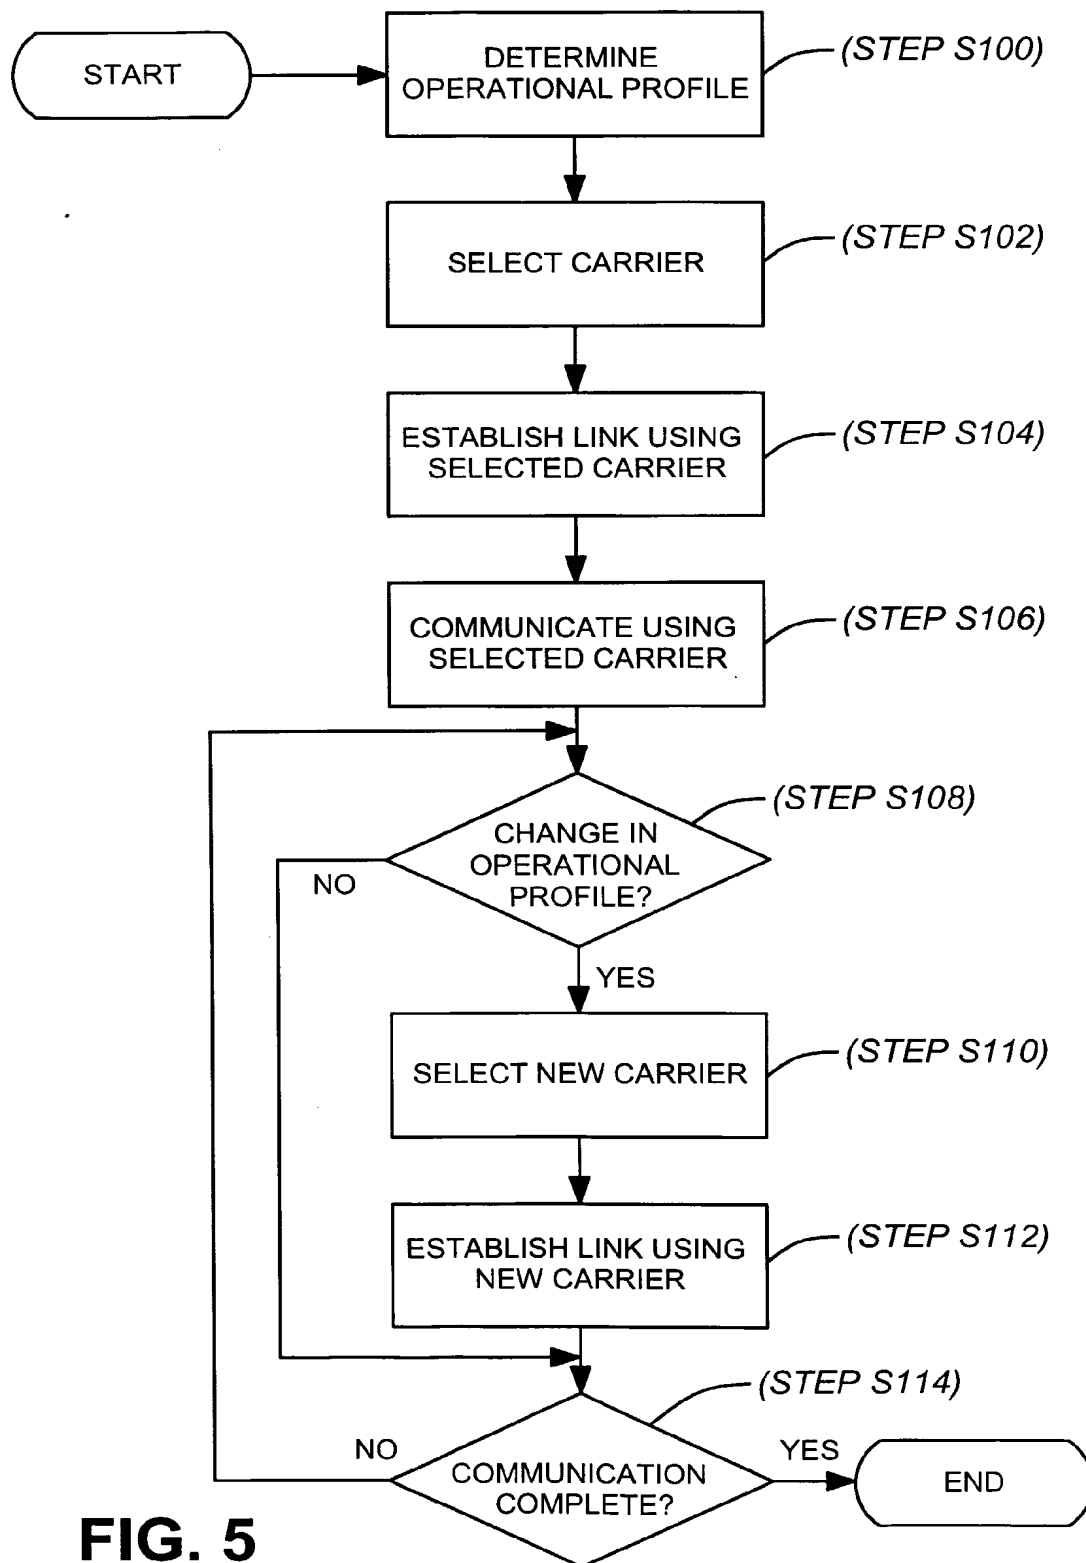 START
DETERMINE
OPERATIONAL PROFILE
(STEP S100)
SELECT CARRIER
(STEP S102)
ESTABLISH LINK USING
SELECTED CARRIER
(STEP S104)
COMMUNICATE USING
SELECTED CARRIER
(STEP S106)
CHANGE IN
OPERATIONAL
PROFILE?
(STEP S108)
NO
YES
SELECT NEW CARRIER
(STEP S110)
ESTABLISH LINK USING
NEW CARRIER
(STEP S112)
COMMUNICATION
COMPLETE?
(STEP S114)
NO
YES
END
FIG. 5